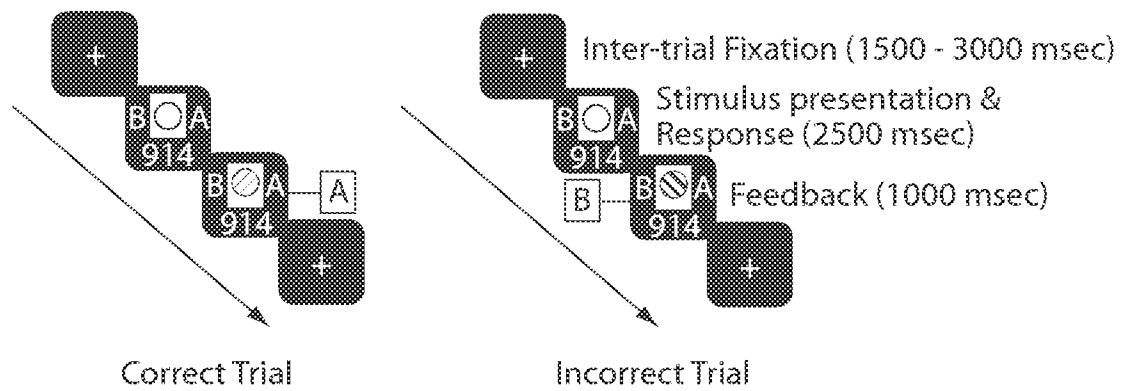 +
B A
914
B A
914
A
+
Correct Trial
+
Inter-trial Fixation (1500 - 3000 msec)
B A
914
Stimulus presentation &
Response (2500 msec)
B A
914
B
Feedback (1000 msec)
+
Incorrect Trial